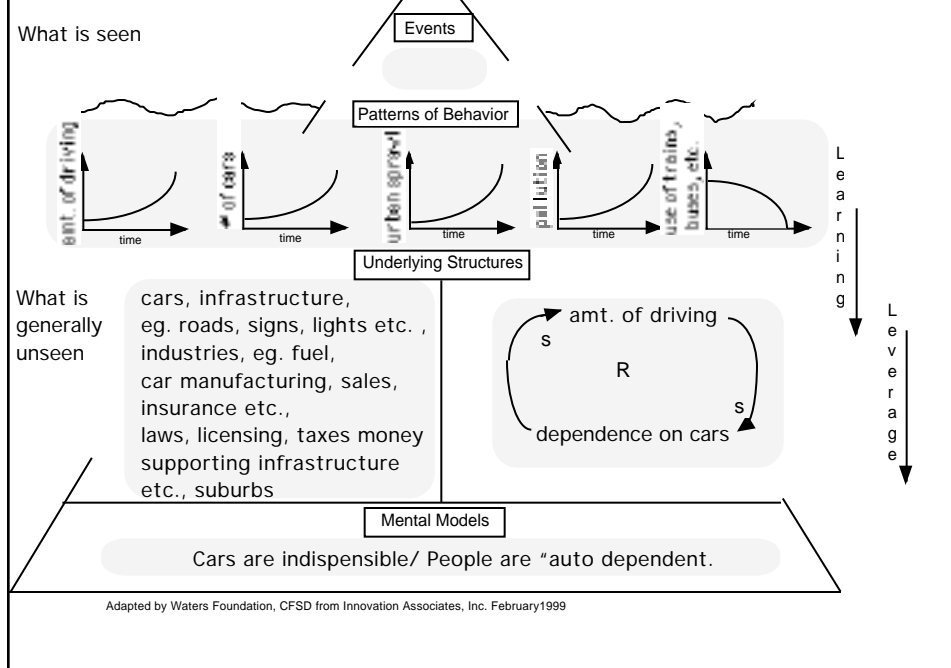 What is seen
Events
Patterns of Behavior
amt. of driving
# of cars
urban sprawl
pollution
use of trains,
buses, etc.
time
time
time
time
time
Learning
Underlying Structures
What is
generally
unseen
cars, infrastructure,
eg. roads, signs, lights etc. ,
industries, eg. fuel,
car manufacturing, sales,
insurance etc.,
laws, licensing, taxes money
supporting infrastructure
etc., suburbs
amt. of driving
s
R
s
dependence on cars
Leverage
Mental Models
Cars are indispensible/ People are “auto dependent.
Adapted by Waters Foundation, CFSD from Innovation Associates, Inc. February1999